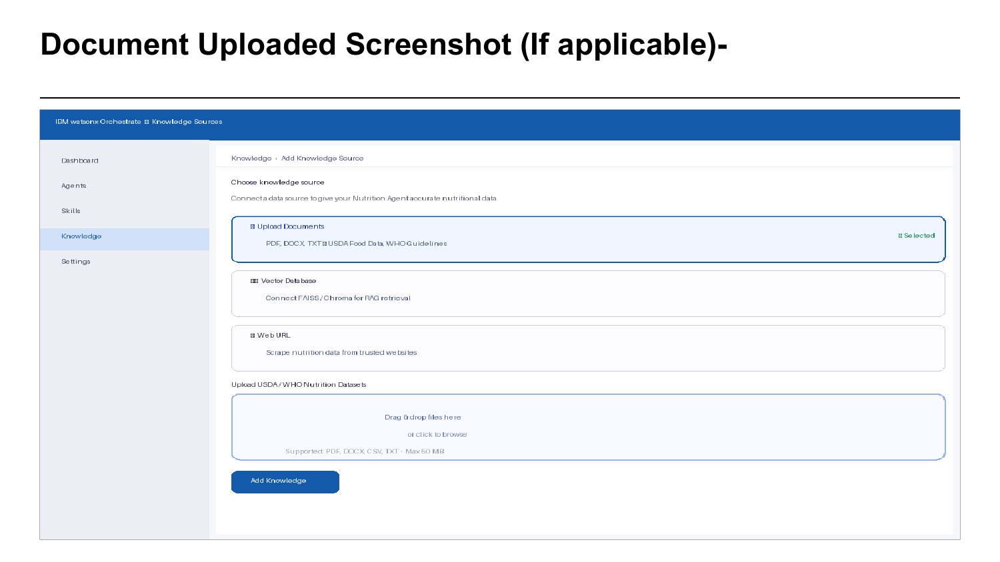 Document Uploaded Screenshot (If applicable)-
IBM watsonx Orchestrate Knowledge Sources
Dashboard
Agents
Skills
Knowledge
Settings
Knowledge › Add Knowledge Source
Choose knowledge source
Connect a data source to give your Nutrition Agent accurate nutritional data.
Upload Documents
PDF, DOCX, TXT USDA Food Data, WHO Guidelines
Selected
Vector Database
Connect FAISS / Chroma for RAG retrieval
Web URL
Scrape nutrition data from trusted websites
Upload USDA / WHO Nutrition Datasets
Drag & drop files here
or click to browse
Supported: PDF, DOCX, CSV, TXT · Max 50 MB
Add Knowledge